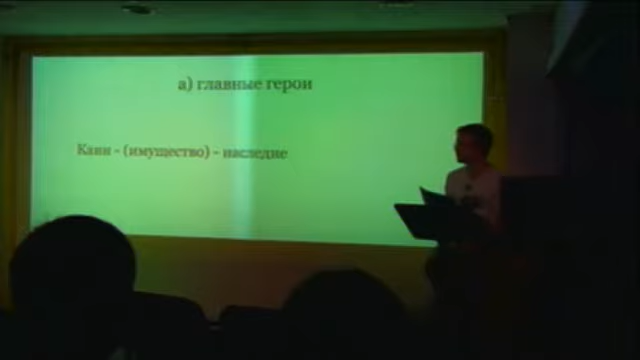 а) главные герои
Каин - (имущество) - наследие